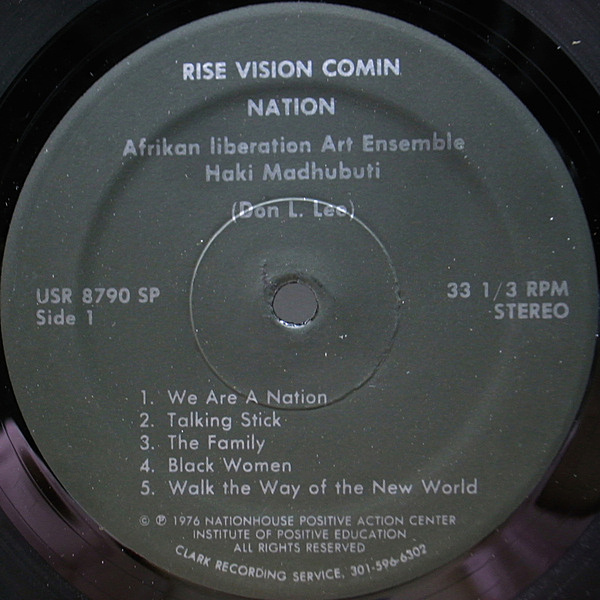 RISE VISION COMIN
NATION
Afrikan liberation Art Ensemble
Haki Madhubuti
(Don L. Lee)
USR 8790 SP
Side 1
33 1/3 RPM
STEREO
1. We Are A Nation
2. Talking Stick
3. The Family
4. Black Women
5. Walk the Way of the New World
© ℗ 1976 NATIONHOUSE POSITIVE ACTION CENTER
INSTITUTE OF POSITIVE EDUCATION
ALL RIGHTS RESERVED
CLARK RECORDING SERVICE, 301-596-6302